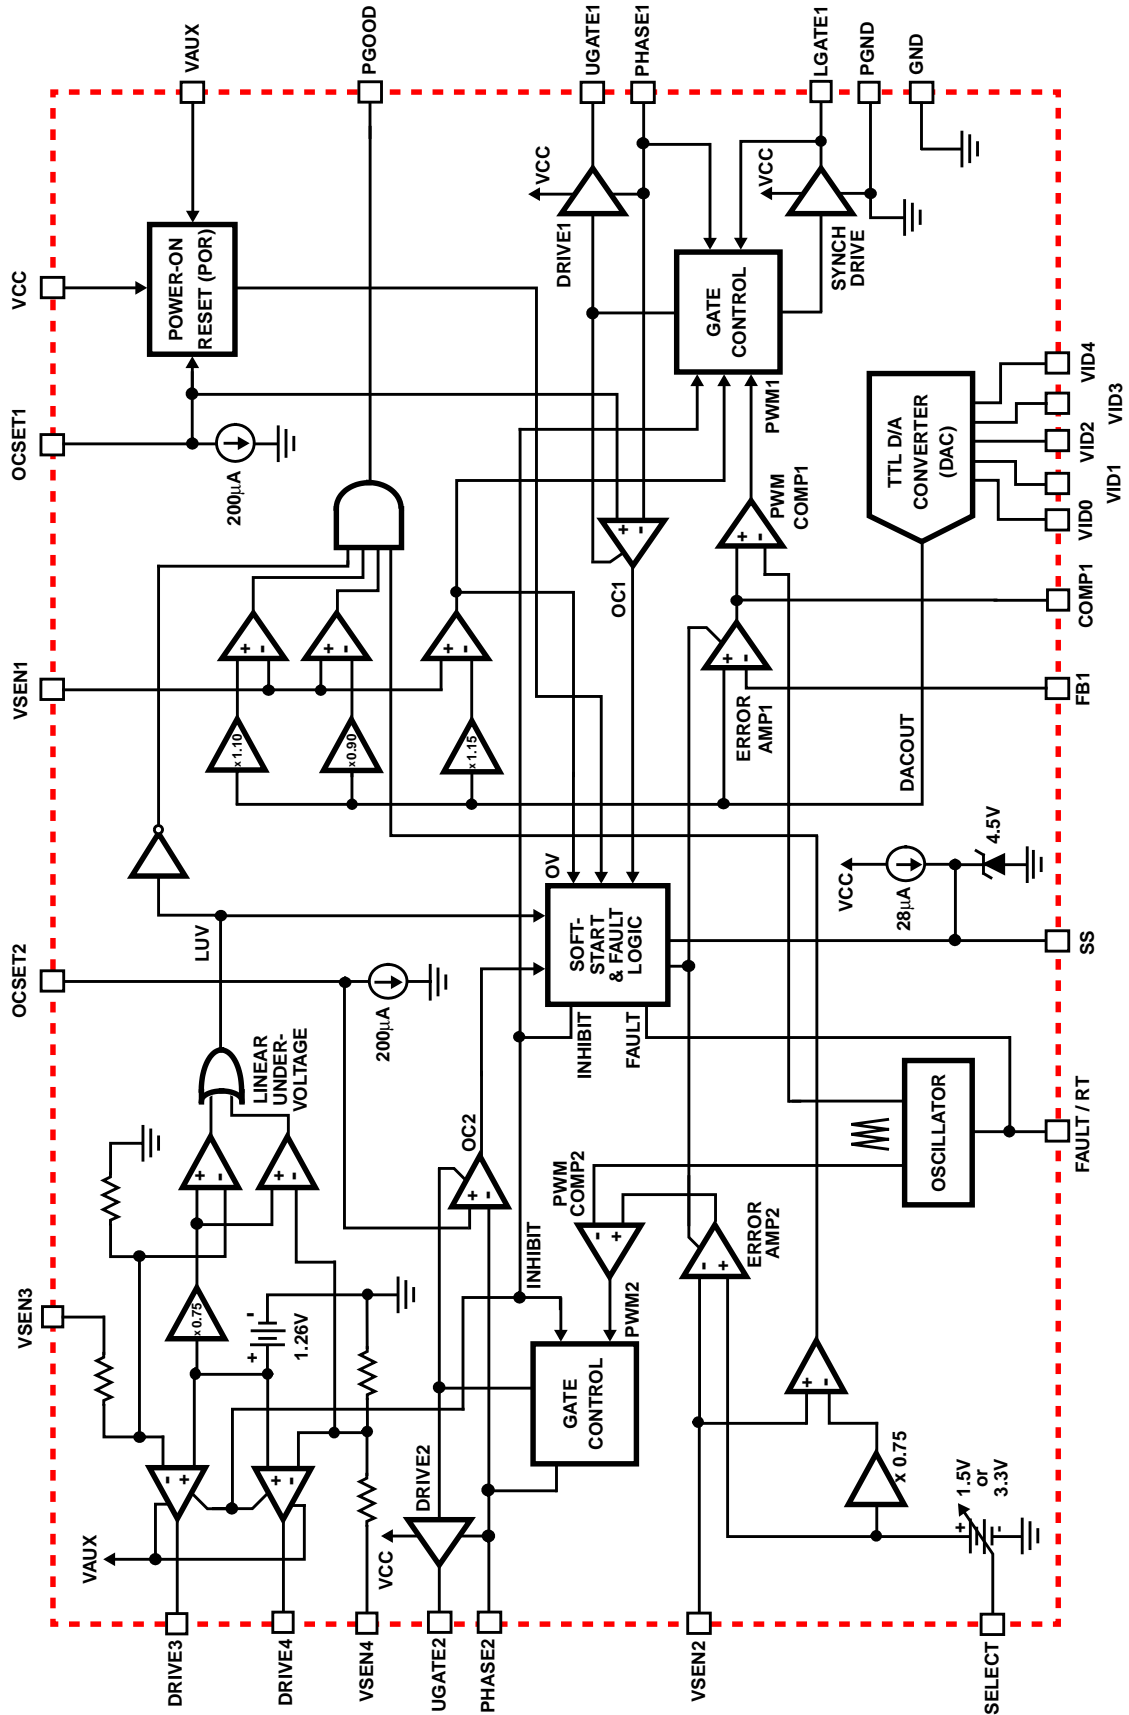 VCC
OCSET1
VSEN1
OCSET2
VSEN3
VAUX
PGOOD
UGATE1
PHASE1
LGATE1
PGND
GND
POWER-ON
RESET (POR)
200µA
VCC
DRIVE1
GATE
CONTROL
VCC
SYNCH
DRIVE
PWM1
+
-
OC1
PWM
COMP1
+
-
TTL D/A
CONVERTER
(DAC)
VID4
VID3
VID2
VID1
VID0
COMP1
FB1
+
-
+
-
+
-
x 1.10
x 0.90
x 1.15
+
-
ERROR
AMP1
DACOUT
LUV
OV
SOFT-
START
& FAULT
LOGIC
INHIBIT
FAULT
VCC
28µA
4.5V
SS
200µA
LINEAR
UNDER-
VOLTAGE
+
-
+
-
OC2
+
-
x 0.75
+
-
1.26V
INHIBIT
PWM
COMP2
-
+
PWM2
ERROR
AMP2
-
+
OSCILLATOR
FAULT / RT
GATE
CONTROL
+
-
x 0.75
-
+
+
-
VAUX
DRIVE2
VCC
+
-
1.5V
or
3.3V
DRIVE3
DRIVE4
VSEN4
UGATE2
PHASE2
VSEN2
SELECT